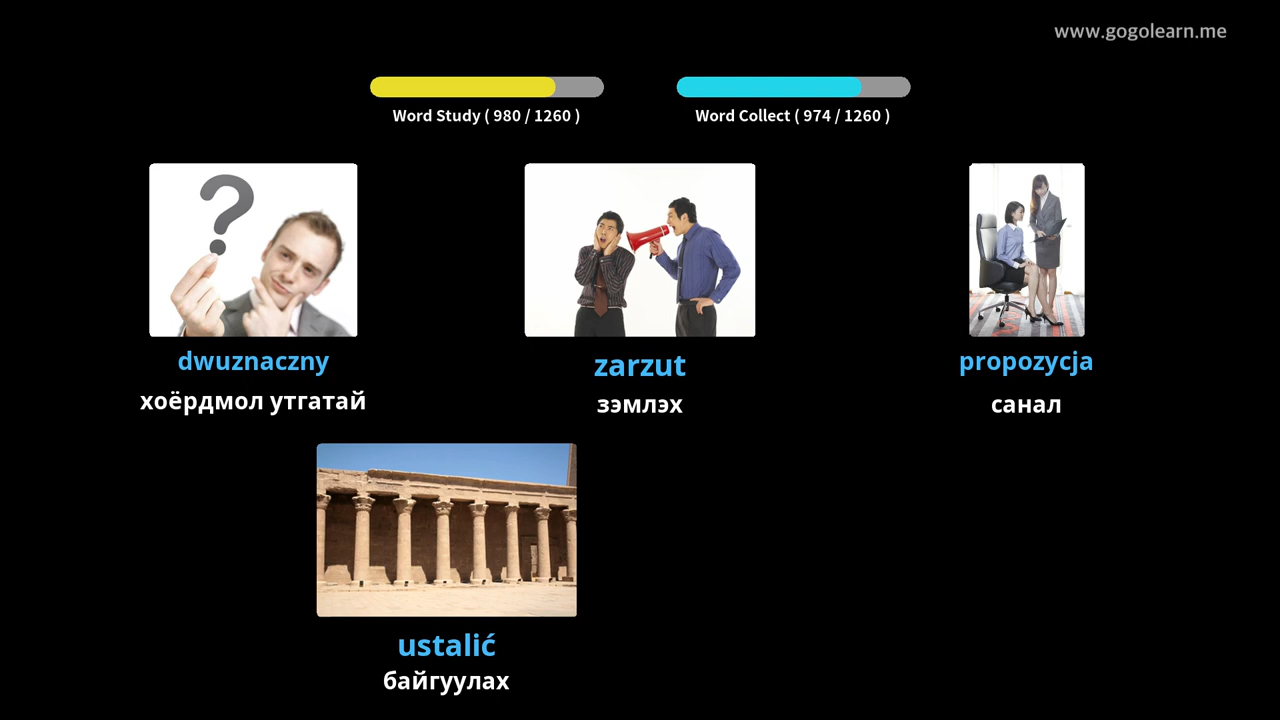 www.gogolearn.me
Word Study ( 980 / 1260 )
Word Collect ( 974 / 1260 )
dwuznaczny
zarzut
propozycja
хоёрдмол утгатай
зэмлэх
санал
ustalić
байгуулах